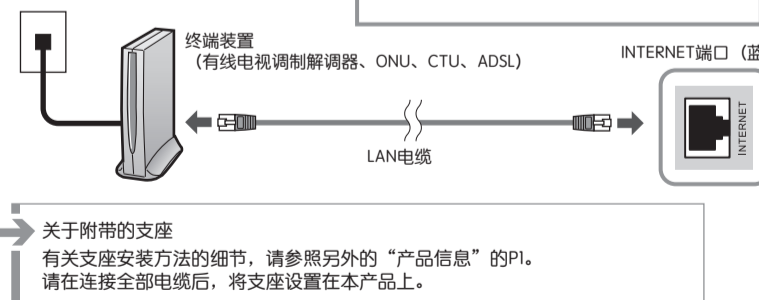 终端装置
（有线电视调制解调器、ONU、CTU、ADSL）
INTERNET端口（蓝
INTERNET
LAN电缆
关于附带的支座
有关支座安装方法的细节，请参照另外的“产品信息”的P1。
请在连接全部电缆后，将支座设置在本产品上。